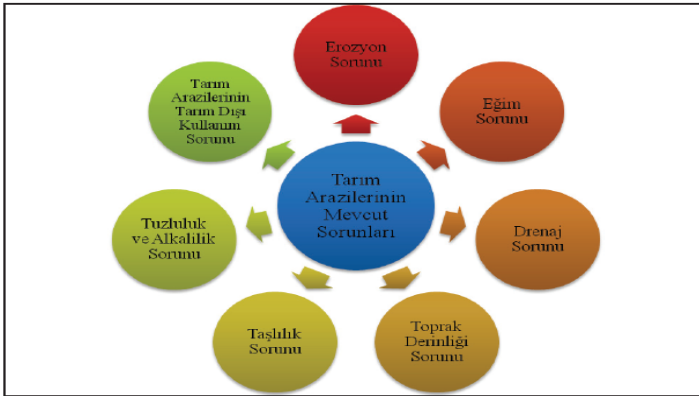 Erozyon
Sorunu
Eğim
Sorunu
Drenaj
Sorunu
Toprak
Derinliği
Sorunu
Taşlılık
Sorunu
Tuzluluk
ve Alkalilik
Sorunu
Tarım
Arazilerinin
Tarım Dışı
Kullanım
Sorunu
Tarım
Arazilerinin
Mevcut
Sorunları